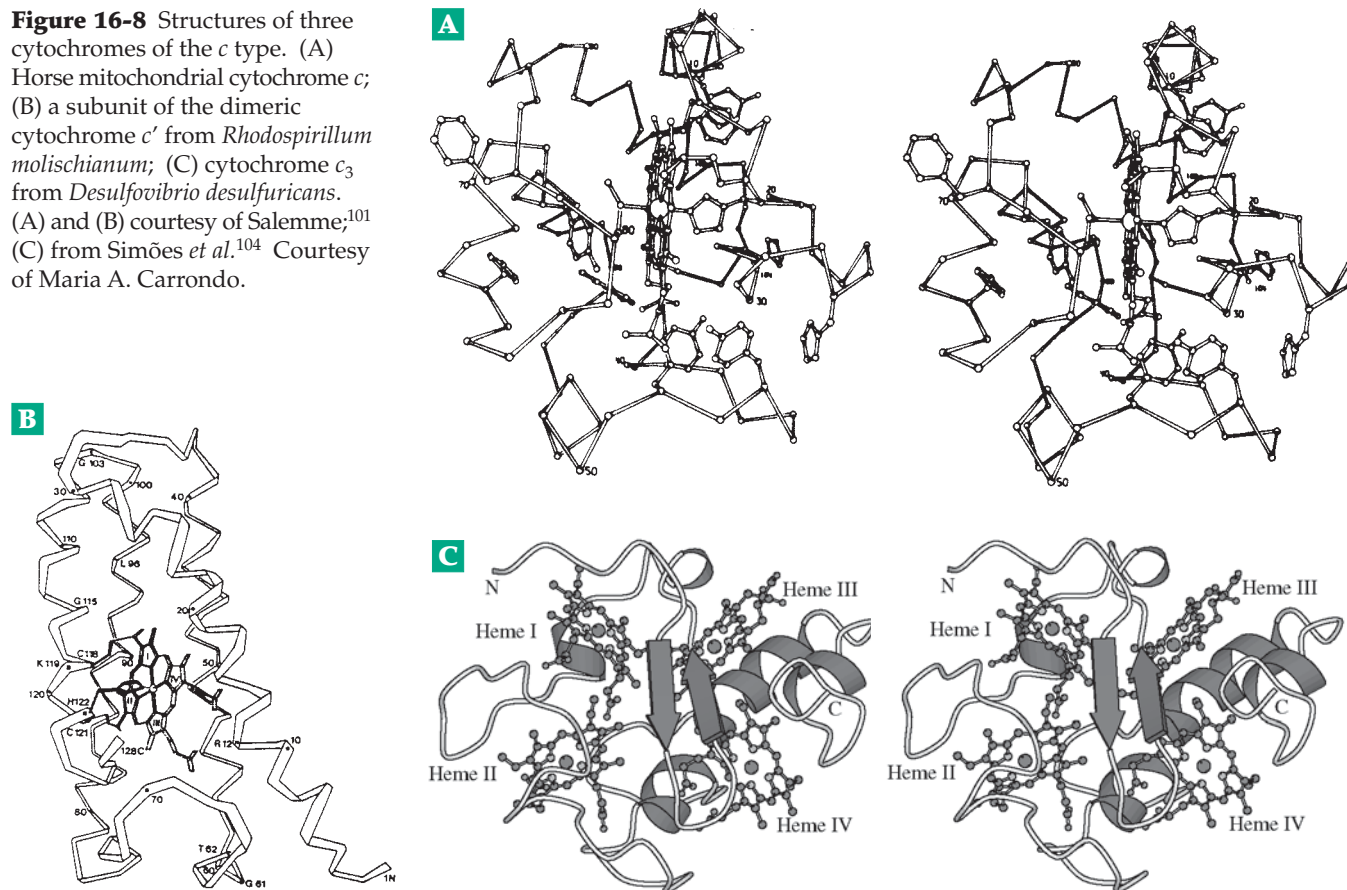 Figure 16-8 Structures of three
cytochromes of the c type. (A)
Horse mitochondrial cytochrome c;
(B) a subunit of the dimeric
cytochrome c’ from Rhodospirillum
molischianum; (C) cytochrome c₃
from Desulfovibrio desulfuricans.
(A) and (B) courtesy of Salemme;¹⁰¹
(C) from Simões et al.¹⁰⁴ Courtesy
of Maria A. Carrondo.
A
10
70
20
30
50
10
70
20
30
50
B
G 103
100
30
40
110
L 96
G 115
20
C 118
90
50
K 119
120
H122
C 121
128C
R 12
10
70
80
T 62
60
G 61
1N
C
N
Heme III
Heme I
C
Heme II
Heme IV
N
Heme III
Heme I
C
Heme II
Heme IV